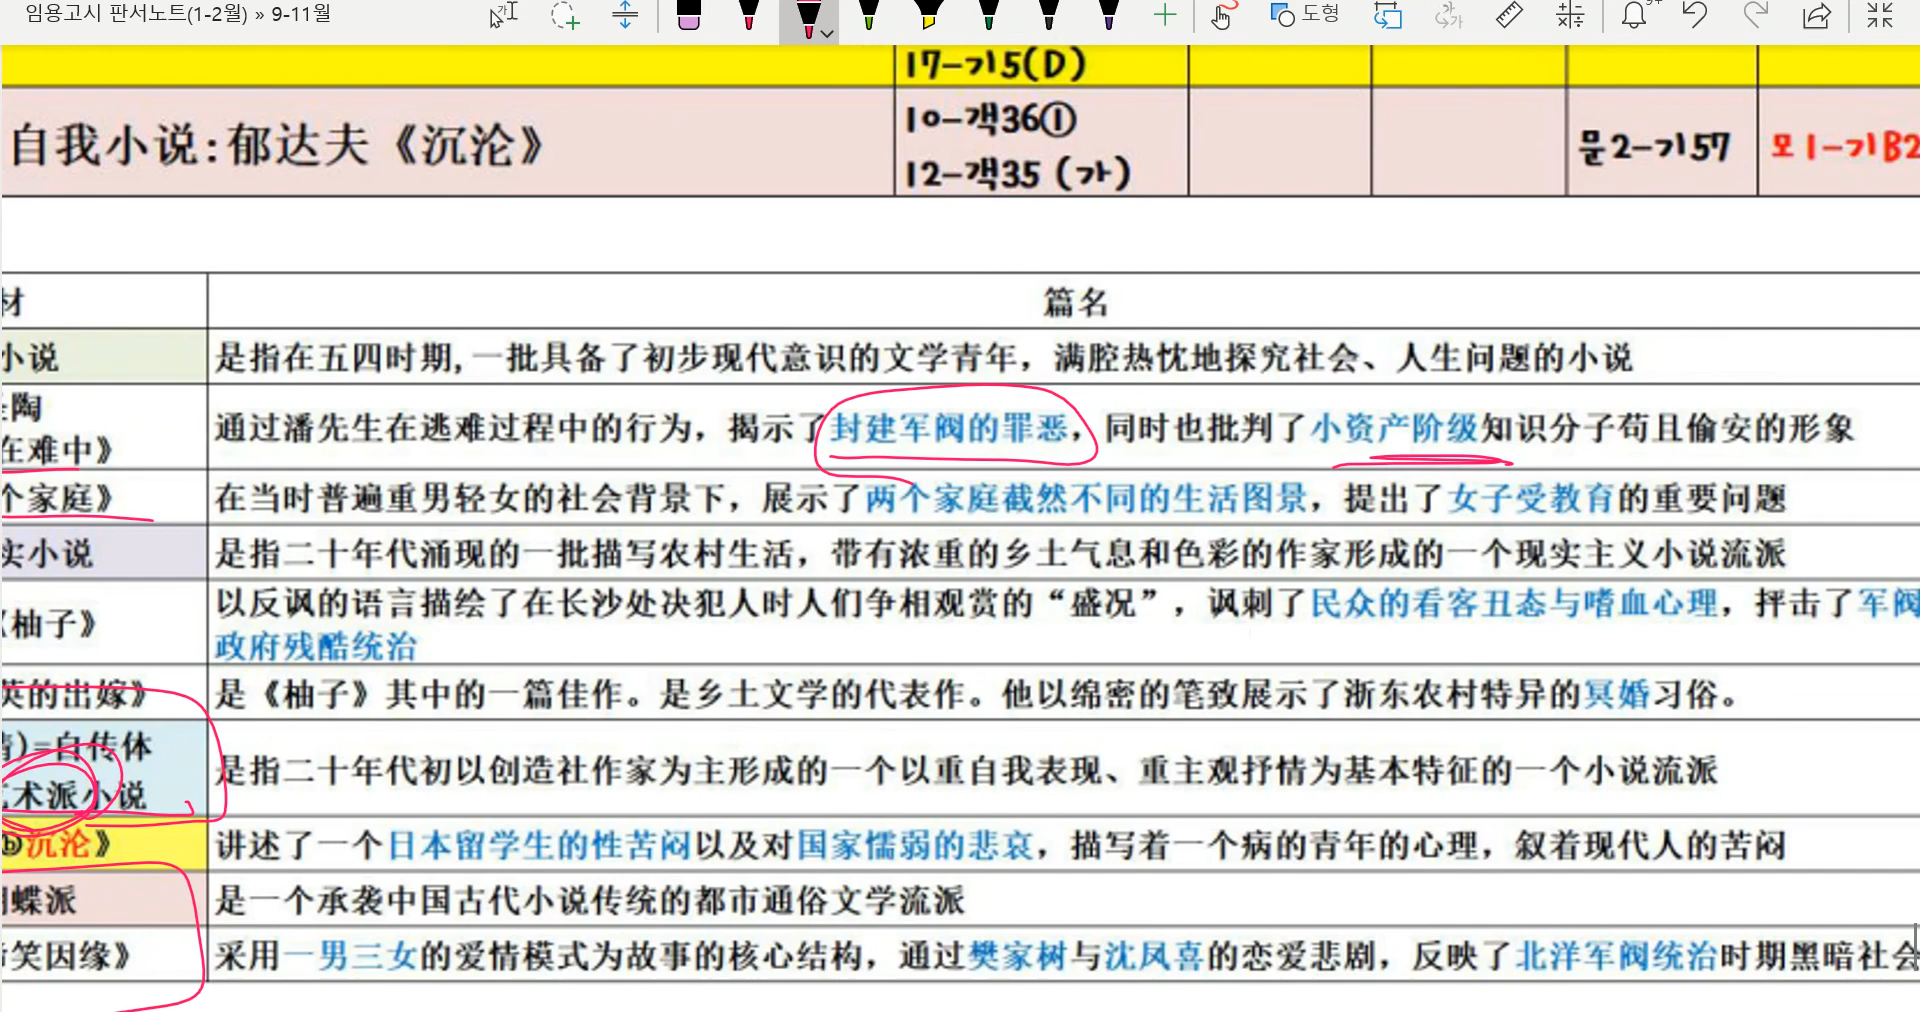 임용고시 판서노트(1-2월) » 9-11월
도형
17-기5(D)
自我小说:郁达夫《沉沦》
10-객36①
12-객35 (가)
문2-기57
모1-기B2
材
篇名
小说
是指在五四时期,一批具备了初步现代意识的文学青年，满腔热忱地探究社会、人生问题的小说
陶
在难中》
通过潘先生在逃难过程中的行为，揭示了封建军阀的罪恶，同时也批判了小资产阶级知识分子苟且偷安的形象
个家庭》
在当时普遍重男轻女的社会背景下，展示了两个家庭截然不同的生活图景，提出了女子受教育的重要问题
实小说
是指二十年代涌现的一批描写农村生活，带有浓重的乡土气息和色彩的作家形成的一个现实主义小说流派
《柚子》
以反讽的语言描绘了在长沙处决犯人时人们争相观赏的“盛况”，讽刺了民众的看客丑态与嗜血心理，抨击了军阀
政府残酷统治
英的出嫁》
是《柚子》其中的一篇佳作。是乡土文学的代表作。他以绵密的笔致展示了浙东农村特异的冥婚习俗。
)=自传体
术派小说
是指二十年代初以创造社作家为主形成的一个以重自我表现、重主观抒情为基本特征的一个小说流派
ⓑ沉沦》
讲述了一个日本留学生的性苦闷以及对国家懦弱的悲哀，描写着一个病的青年的心理，叙着现代人的苦闷
蝶派
是一个承袭中国古代小说传统的都市通俗文学流派
笑因缘》
采用一男三女的爱情模式为故事的核心结构，通过樊家树与沈凤喜的恋爱悲剧，反映了北洋军阀统治时期黑暗社会